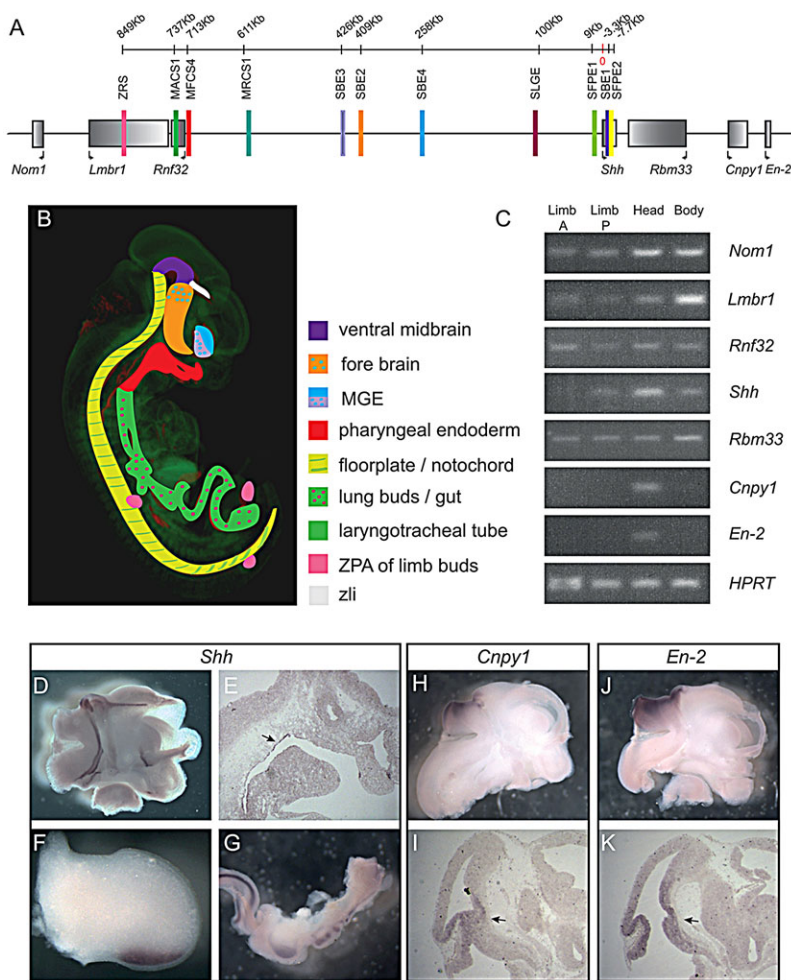 A
849Kb 737Kb 713Kb 611Kb 426Kb 409Kb 258Kb 100Kb 9Kb 0 -3.3Kb -7.7Kb
ZRS MACS1 MFCS4 MRCS1 SBE3 SBE2 SBE4 SLGE SFPE1 SBE1 SFPE2
Nom1 Lmbr1 Rnf32 Shh Rbm33 Cnpy1 En-2
B
ventral midbrain
fore brain
MGE
pharyngeal endoderm
floorplate / notochord
lung buds / gut
laryngotracheal tube
ZPA of limb buds
zli
C
Limb A Limb P Head Body
Nom1
Lmbr1
Rnf32
Shh
Rbm33
Cnpy1
En-2
HPRT
Shh Cnpy1 En-2
D E H J
F G I K